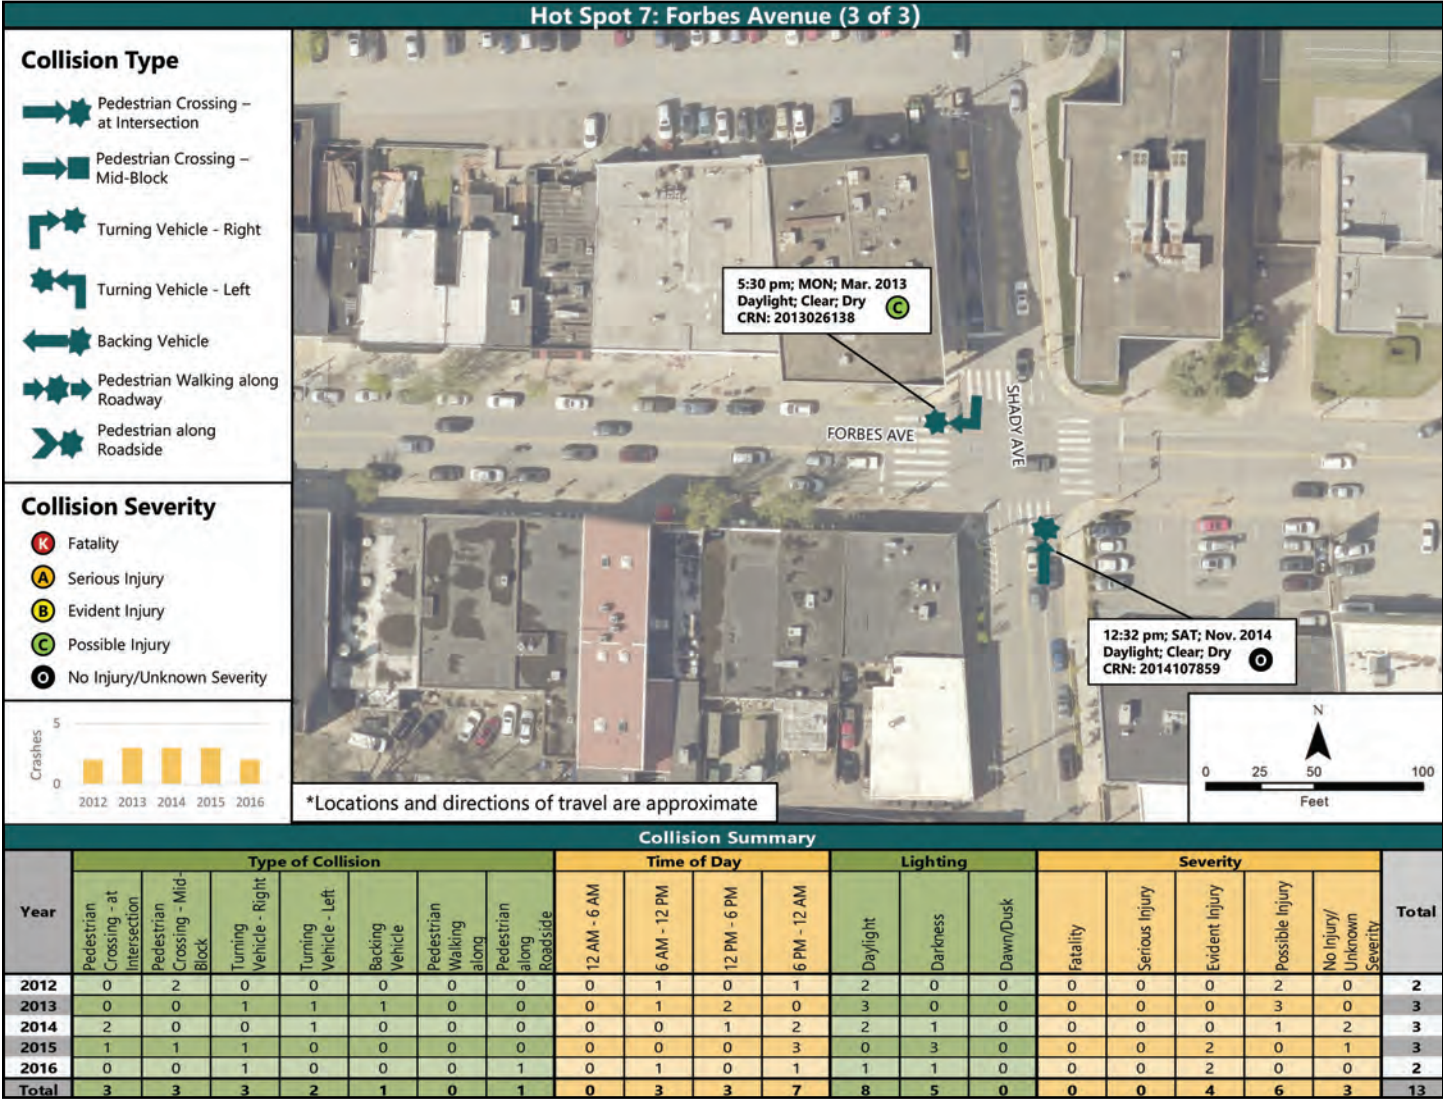 Hot Spot 7: Forbes Avenue (3 of 3)
Collision Type
Pedestrian Crossing –
at Intersection
Pedestrian Crossing –
Mid-Block
Turning Vehicle - Right
Turning Vehicle - Left
Backing Vehicle
Pedestrian Walking along
Roadway
Pedestrian along
Roadside
Collision Severity
K Fatality
A Serious Injury
B Evident Injury
C Possible Injury
O No Injury/Unknown Severity
Crashes
5
0
2012 2013 2014 2015 2016
5:30 pm; MON; Mar. 2013
Daylight; Clear; Dry
CRN: 2013026138
C
FORBES AVE
SHADY AVE
12:32 pm; SAT; Nov. 2014
Daylight; Clear; Dry
CRN: 2014107859
O
N
0 25 50 100
Feet
*Locations and directions of travel are approximate
Collision Summary
Year Type of Collision Time of Day Lighting Severity Total
Pedestrian
Crossing - at
Intersection
Pedestrian
Crossing - Mid-
Block
Turning
Vehicle - Right
Turning
Vehicle - Left
Backing
Vehicle
Pedestrian
Walking
along
Pedestrian
along
Roadside
12 AM - 6 AM
6 AM - 12 PM
12 PM - 6 PM
6 PM - 12 AM
Daylight
Darkness
Dawn/Dusk
Fatality
Serious Injury
Evident Injury
Possible Injury
No Injury/
Unknown
Severity
2012 0 2 0 0 0 0 0 0 1 0 1 2 0 0 0 0 0 2 0 2
2013 0 0 1 1 1 0 0 0 1 2 0 3 0 0 0 0 0 3 0 3
2014 2 0 0 1 0 0 0 0 0 1 2 2 1 0 0 0 0 1 2 3
2015 1 1 1 0 0 0 0 0 0 0 3 0 3 0 0 0 2 0 1 3
2016 0 0 1 0 0 0 1 0 1 0 1 1 1 0 0 0 2 0 0 2
Total 3 3 3 2 1 0 1 0 3 3 7 8 5 0 0 0 4 6 3 13